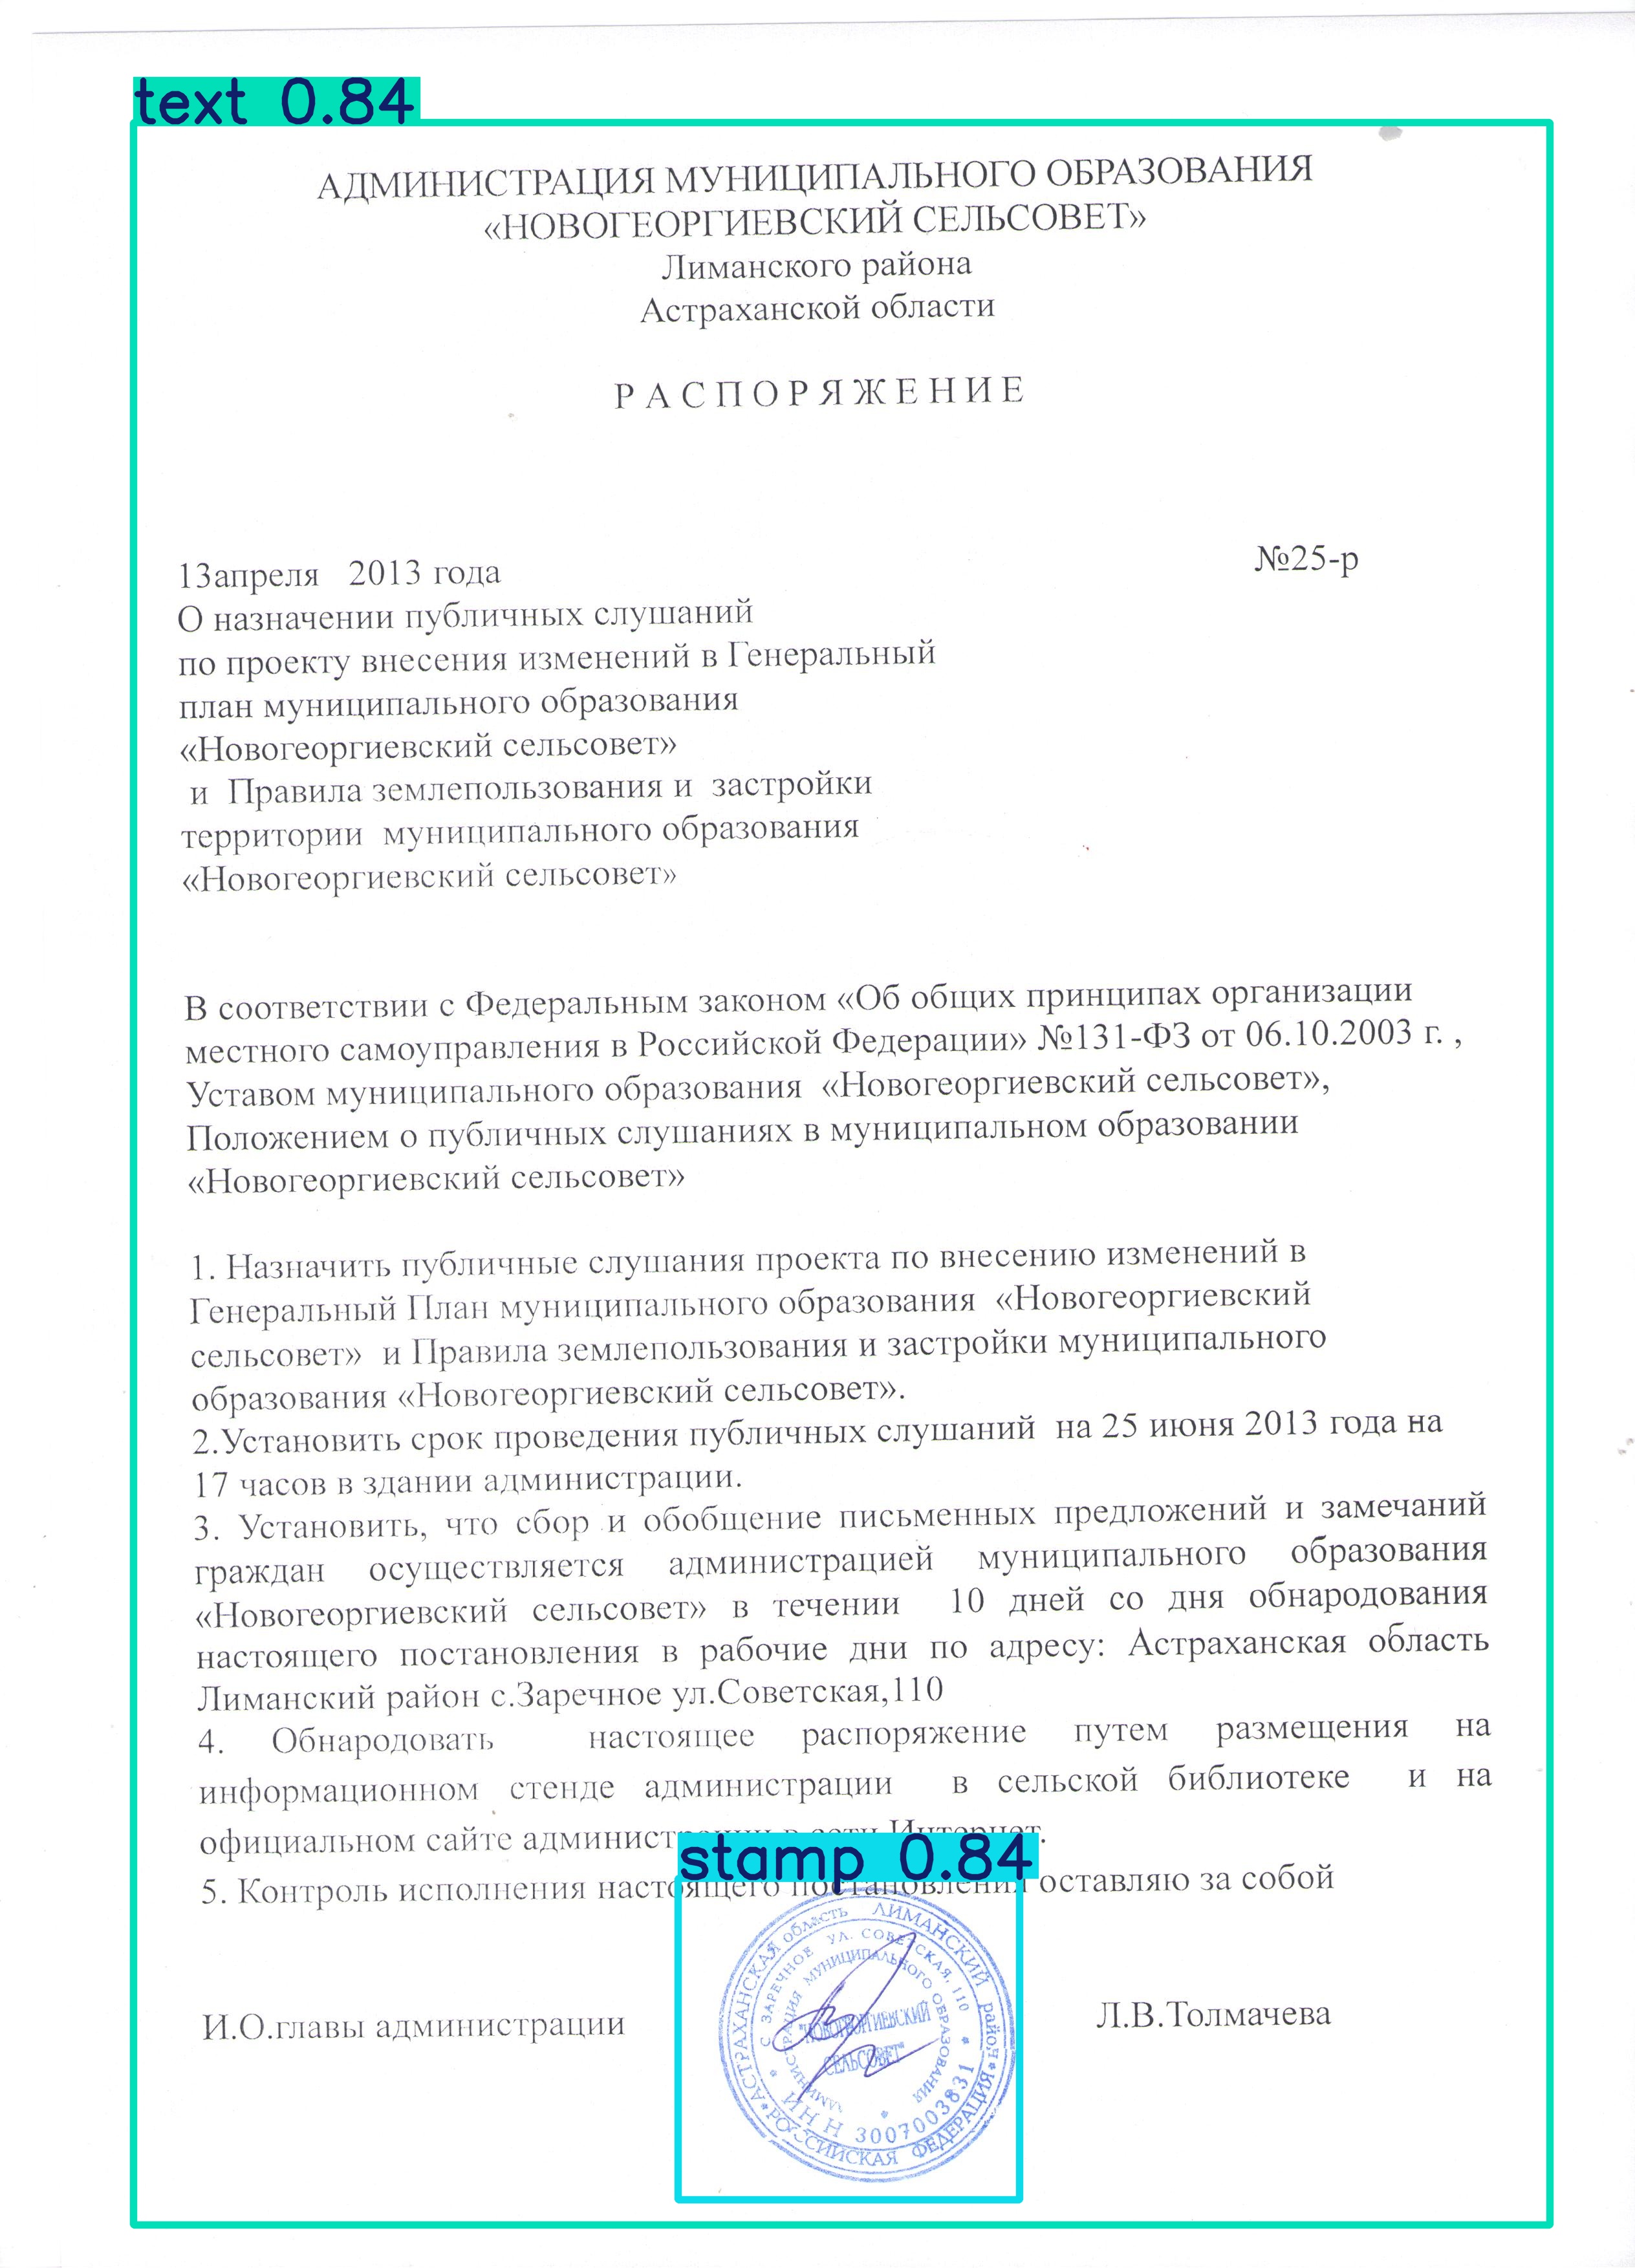 text 0.84
АДМИНИСТРАЦИЯ МУНИЦИПАЛЬНОГО ОБРАЗОВАНИЯ
«НОВОГЕОРГИЕВСКИЙ СЕЛЬСОВЕТ»
Лиманского района
Астраханской области
Р А С П О Р Я Ж Е Н И Е
13апреля 2013 года №25-р
О назначении публичных слушаний
по проекту внесения изменений в Генеральный
план муниципального образования
«Новогеоргиевский сельсовет»
и Правила землепользования и застройки
территории муниципального образования
«Новогеоргиевский сельсовет»
В соответствии с Федеральным законом «Об общих принципах организации
местного самоуправления в Российской Федерации» №131-ФЗ от 06.10.2003 г. ,
Уставом муниципального образования «Новогеоргиевский сельсовет»,
Положением о публичных слушаниях в муниципальном образовании
«Новогеоргиевский сельсовет»
1. Назначить публичные слушания проекта по внесению изменений в
Генеральный План муниципального образования «Новогеоргиевский
сельсовет» и Правила землепользования и застройки муниципального
образования «Новогеоргиевский сельсовет».
2.Установить срок проведения публичных слушаний на 25 июня 2013 года на
17 часов в здании администрации.
3. Установить, что сбор и обобщение письменных предложений и замечаний
граждан осуществляется администрацией муниципального образования
«Новогеоргиевский сельсовет» в течении 10 дней со дня обнародования
настоящего постановления в рабочие дни по адресу: Астраханская область
Лиманский район с.Заречное ул.Советская,110
4. Обнародовать настоящее распоряжение путем размещения на
информационном стенде администрации в сельской библиотеке и на
официальном сайте администрации в сети Интернет.
stamp 0.84
5. Контроль исполнения настоящего постановления оставляю за собой
И.О.главы администрации Л.В.Толмачева
АСТРАХАНСКАЯ область ЛИМАНСКИЙ район
* РОССИЙСКАЯ ФЕДЕРАЦИЯ *
* С ЗАРЕЧНОЕ УЛ. СОВЕТСКАЯ, 110 *
ИНН 3007003831
АДМИНИСТРАЦИЯ МУНИЦИПАЛЬНОГО ОБРАЗОВАНИЯ *
"НОВОГЕОРГИЕВСКИЙ
СЕЛЬСОВЕТ"